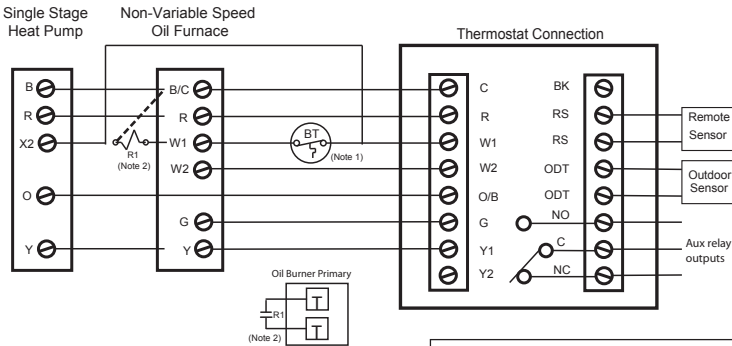 Single Stage
Heat Pump
Non-Variable Speed
Oil Furnace
Thermostat Connection
B
R
X2
O
Y
B/C
R
W1
W2
G
Y
R1
(Note 2)
BT
(Note 1)
C
R
W1
W2
O/B
G
Y1
Y2
BK
RS
RS
ODT
ODT
NO
C
NC
Remote
Sensor
Outdoor
Sensor
Aux relay
outputs
Oil Burner Primary
R1
(Note 2)
T
T